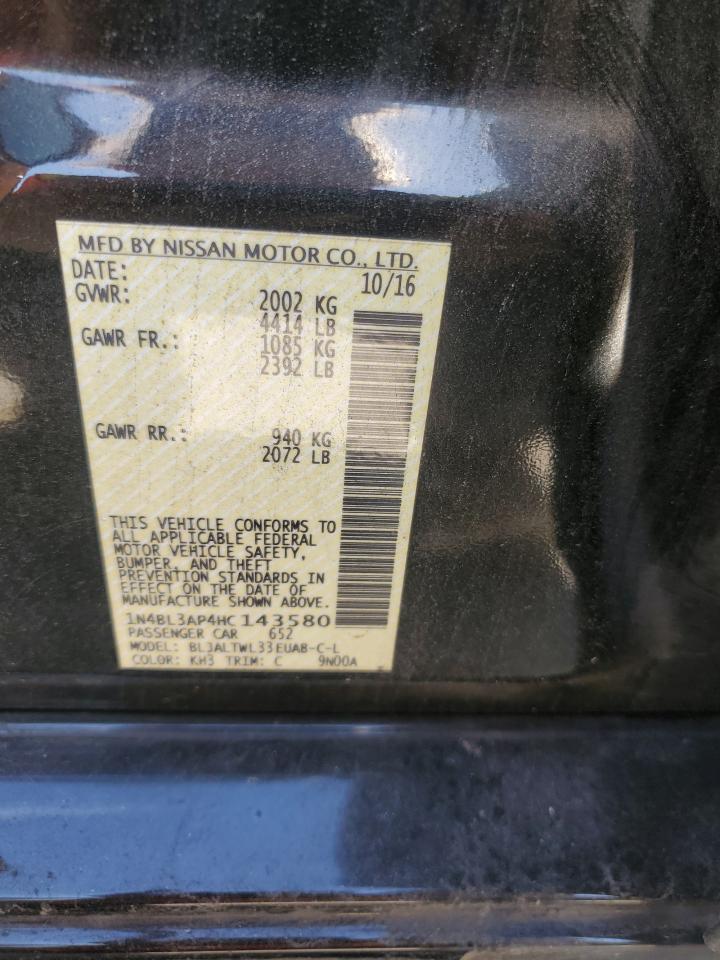 MFD BY NISSAN MOTOR CO., LTD.
DATE: 10/16
GVWR: 2002 KG
4414 LB
GAWR FR.: 1085 KG
2392 LB
GAWR RR.: 940 KG
2072 LB
THIS VEHICLE CONFORMS TO
ALL APPLICABLE FEDERAL
MOTOR VEHICLE SAFETY,
BUMPER, AND THEFT
PREVENTION STANDARDS IN
EFFECT ON THE DATE OF
MANUFACTURE SHOWN ABOVE.
1N4BL3AP4HC143580
PASSENGER CAR 652
MODEL: BLJALTWL33EUAB-C-L
COLOR: KH3 TRIM: C 9N00A